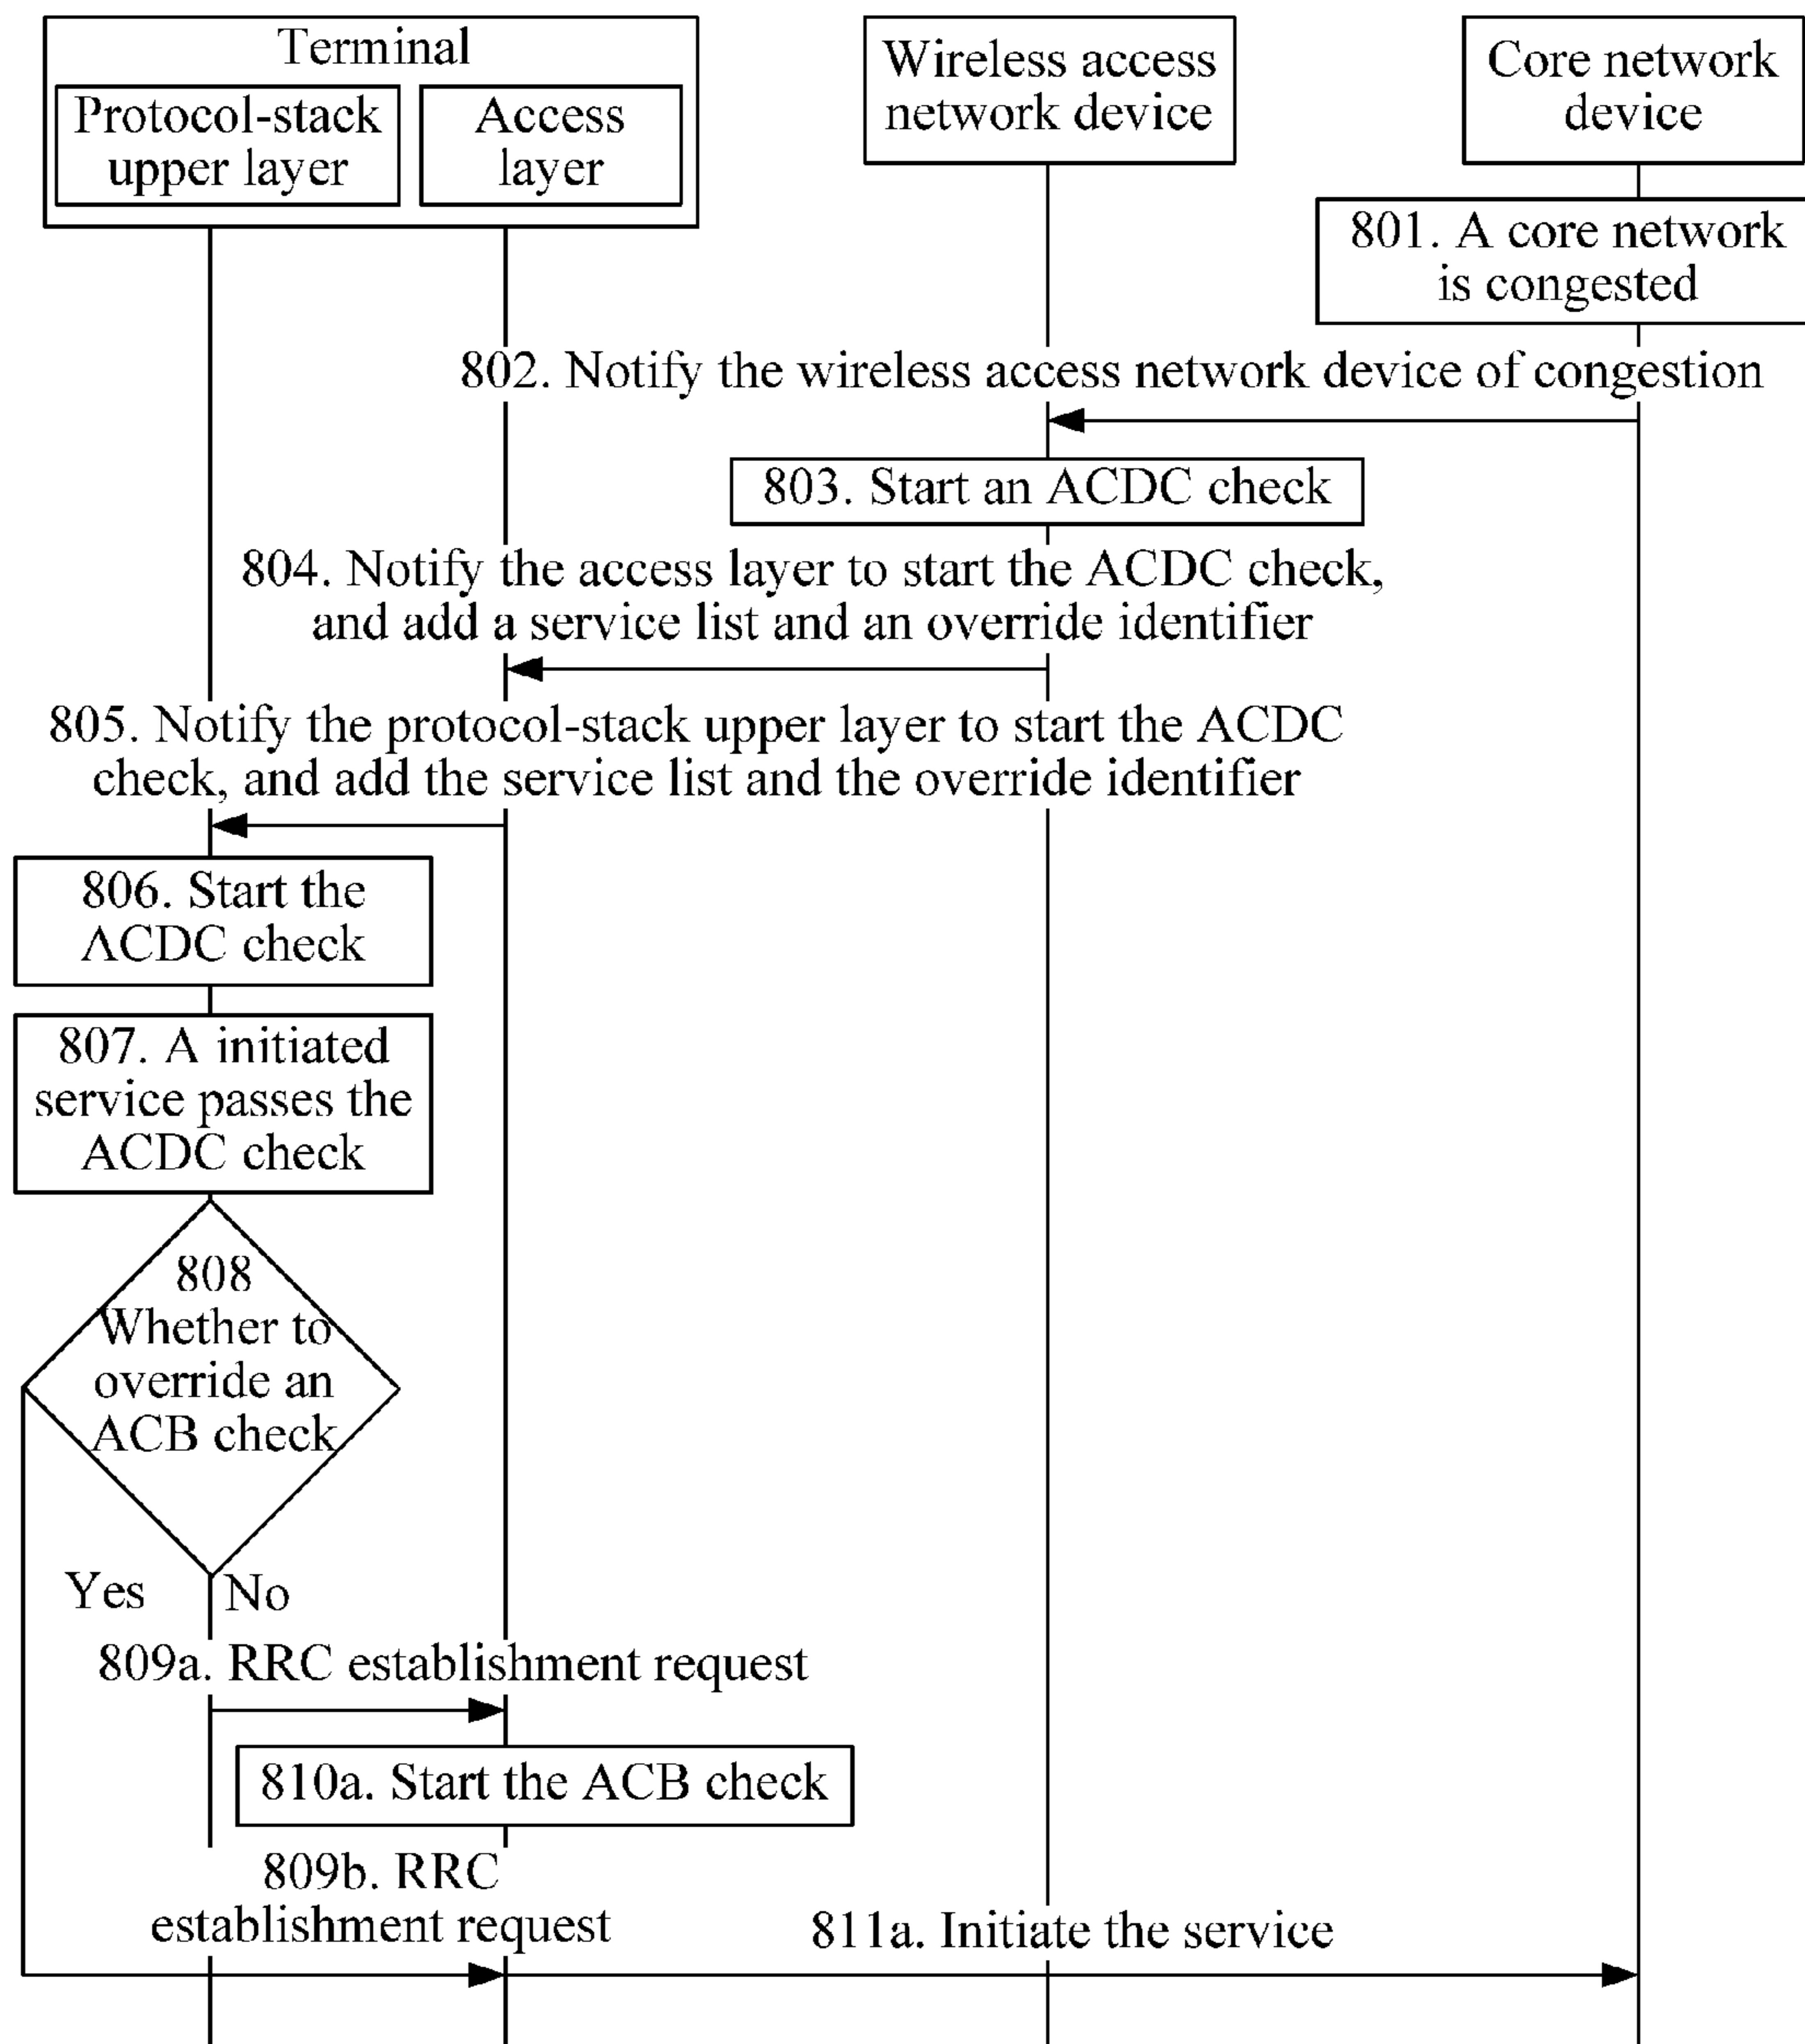 Terminal
Protocol-stack
upper layer
Access
layer
Wireless access
network device
Core network
device
801. A core network
is congested
802. Notify the wireless access network device of congestion
803. Start an ACDC check
804. Notify the access layer to start the ACDC check,
and add a service list and an override identifier
805. Notify the protocol-stack upper layer to start the ACDC
check, and add the service list and the override identifier
806. Start the
ACDC check
807. A initiated
service passes the
ACDC check
808
Whether to
override an
ACB check
Yes
No
809a. RRC establishment request
810a. Start the ACB check
809b. RRC
establishment request
811a. Initiate the service